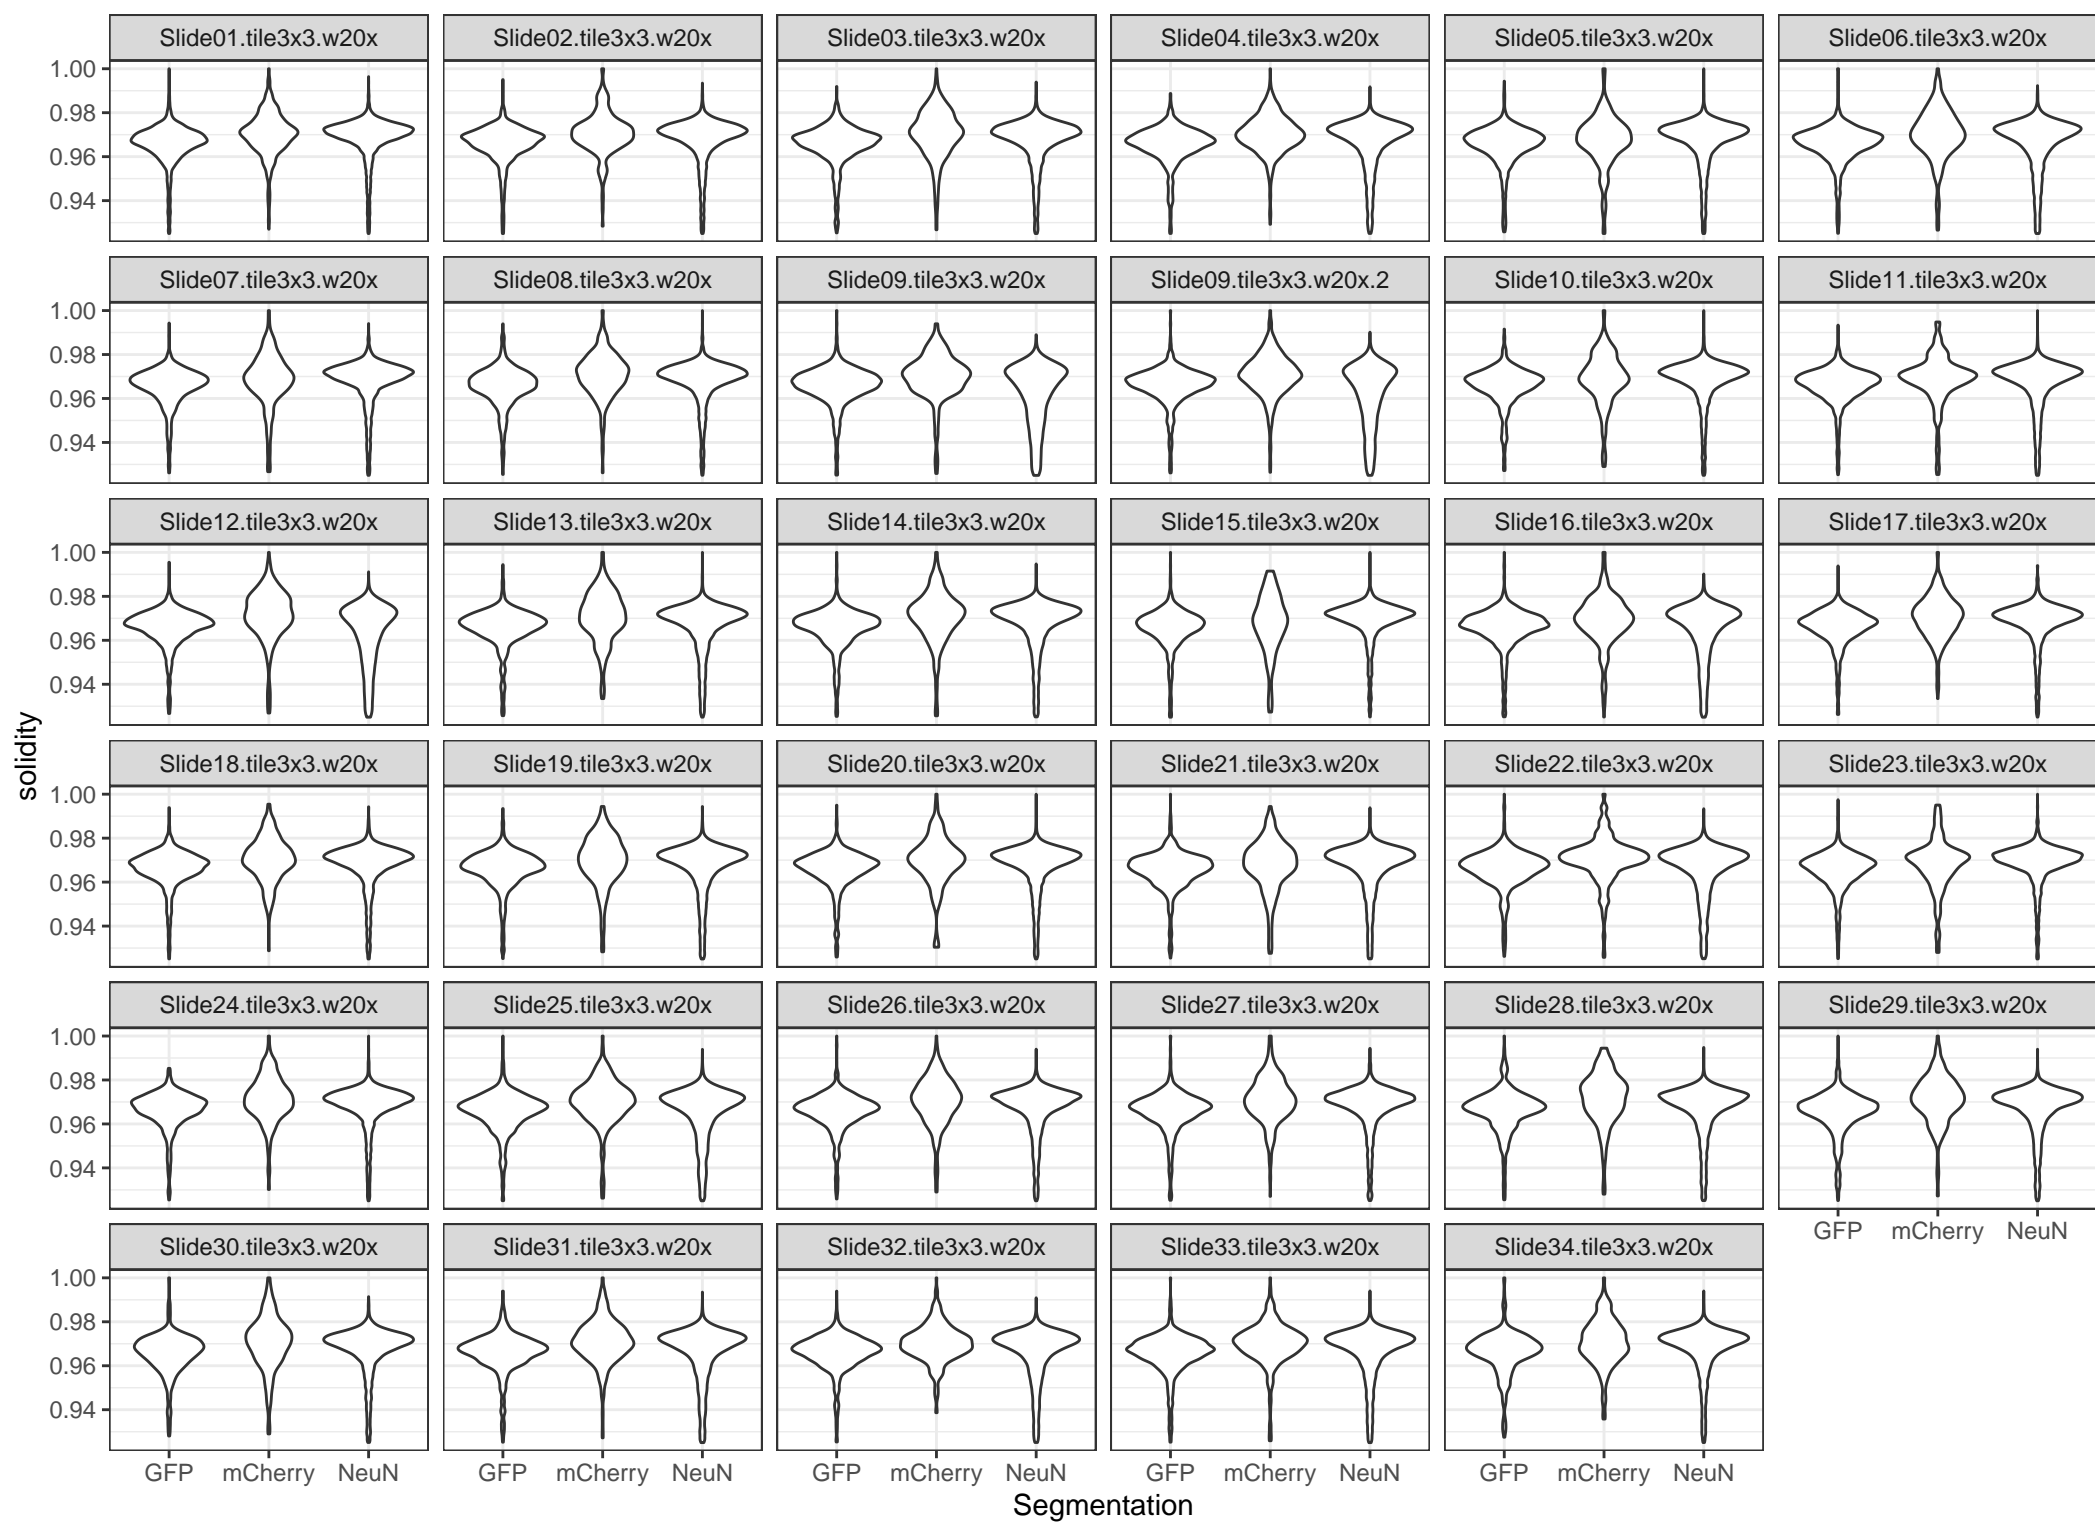 Slide01.tile3x3.w20x Slide02.tile3x3.w20x Slide03.tile3x3.w20x Slide04.tile3x3.w20x Slide05.tile3x3.w20x Slide06.tile3x3.w20x
1.00
0.98
0.96
0.94
Slide07.tile3x3.w20x Slide08.tile3x3.w20x Slide09.tile3x3.w20x Slide09.tile3x3.w20x.2 Slide10.tile3x3.w20x Slide11.tile3x3.w20x
1.00
0.98
0.96
0.94
Slide12.tile3x3.w20x Slide13.tile3x3.w20x Slide14.tile3x3.w20x Slide15.tile3x3.w20x Slide16.tile3x3.w20x Slide17.tile3x3.w20x
1.00
0.98
0.96
0.94
solidity
Slide18.tile3x3.w20x Slide19.tile3x3.w20x Slide20.tile3x3.w20x Slide21.tile3x3.w20x Slide22.tile3x3.w20x Slide23.tile3x3.w20x
1.00
0.98
0.96
0.94
Slide24.tile3x3.w20x Slide25.tile3x3.w20x Slide26.tile3x3.w20x Slide27.tile3x3.w20x Slide28.tile3x3.w20x Slide29.tile3x3.w20x
1.00
0.98
0.96
0.94
GFP mCherry NeuN
Slide30.tile3x3.w20x Slide31.tile3x3.w20x Slide32.tile3x3.w20x Slide33.tile3x3.w20x Slide34.tile3x3.w20x
1.00
0.98
0.96
0.94
GFP mCherry NeuN GFP mCherry NeuN GFP mCherry NeuN GFP mCherry NeuN GFP mCherry NeuN
Segmentation